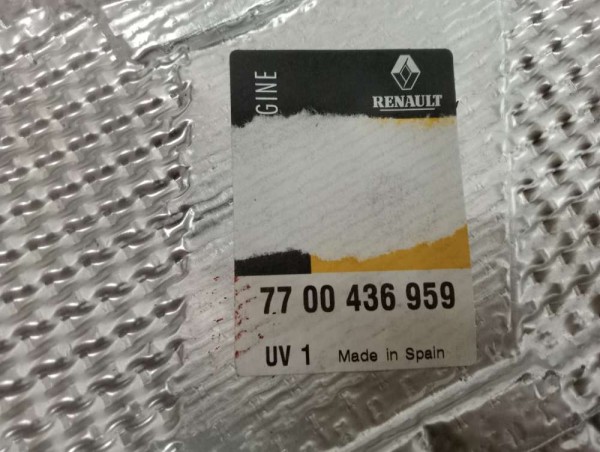 GINE
RENAULT
77 00 436 959
UV 1 Made in Spain